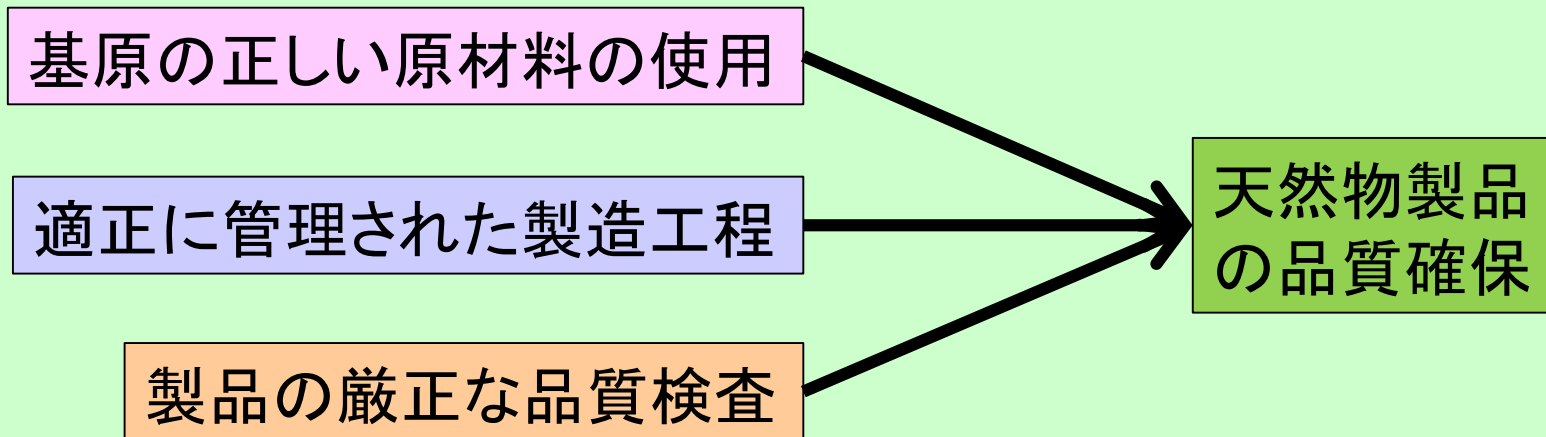 基原の正しい原材料の使用
適正に管理された製造工程
製品の厳正な品質検査
天然物製品
の品質確保